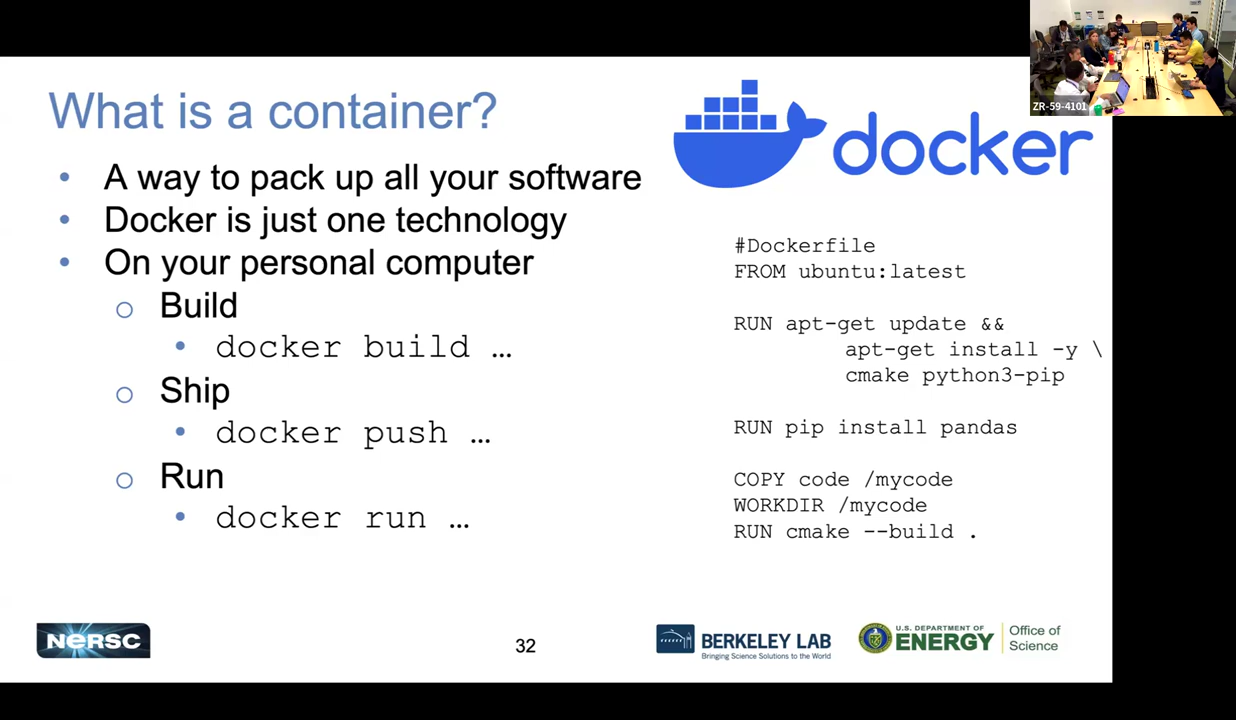 ZR-59-4101
What is a container?
docker
• A way to pack up all your software
• Docker is just one technology
• On your personal computer
o Build
• docker build …
o Ship
• docker push …
o Run
• docker run …
#Dockerfile
FROM ubuntu:latest
RUN apt-get update &&
apt-get install -y \
cmake python3-pip
RUN pip install pandas
COPY code /mycode
WORKDIR /mycode
RUN cmake --build .
NERSC
32
BERKELEY LAB
Bringing Science Solutions to the World
U.S. DEPARTMENT OF
ENERGY
Office of
Science